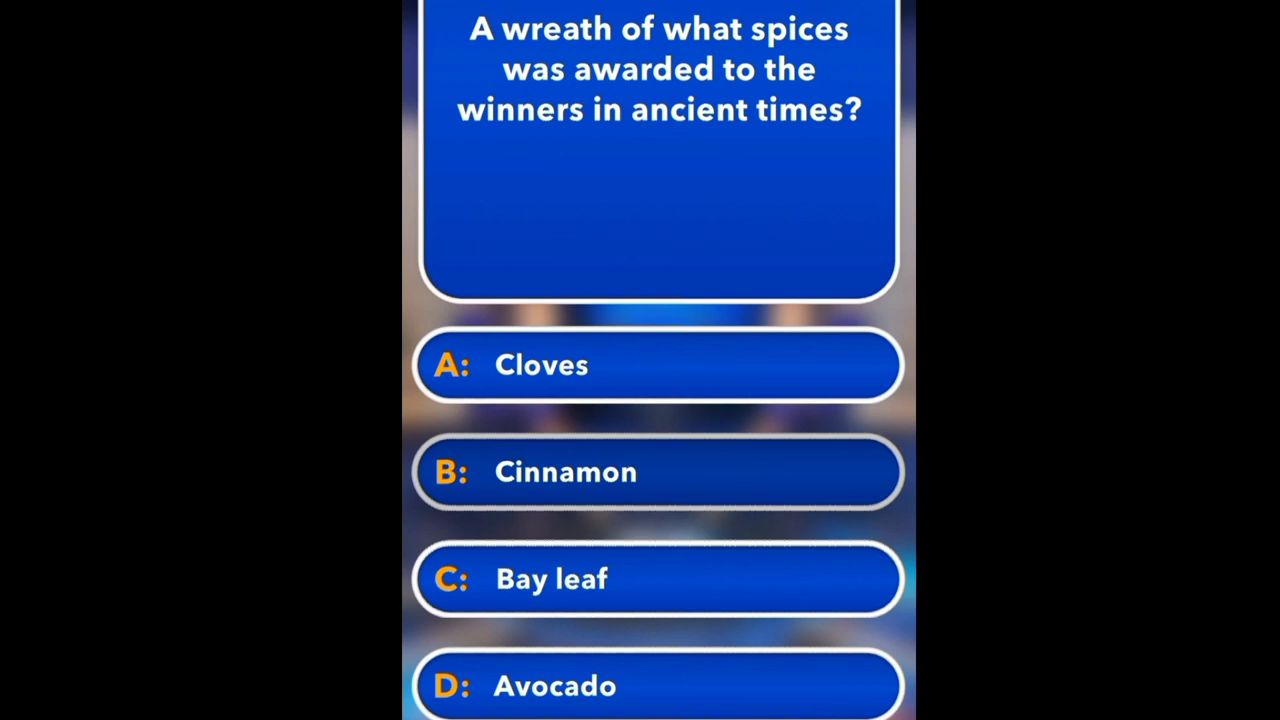 A wreath of what spices
was awarded to the
winners in ancient times?
A: Cloves
B: Cinnamon
C: Bay leaf
D: Avocado